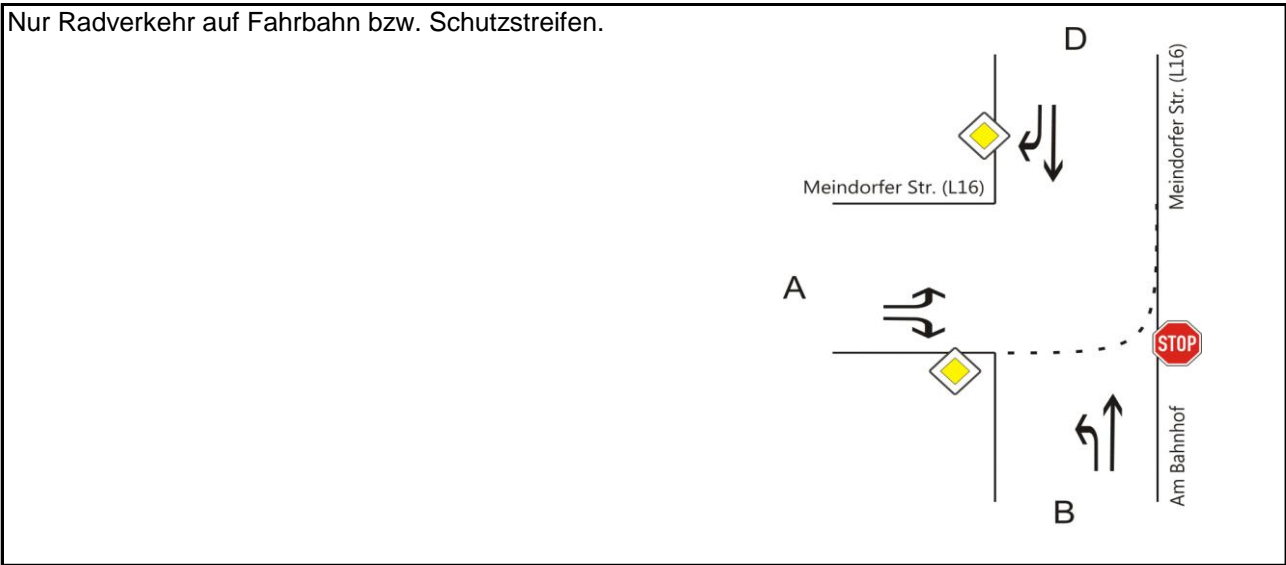 Nur Radverkehr auf Fahrbahn bzw. Schutzstreifen.
D
Meindorfer Str. (L16)
Meindorfer Str. (L16)
A
STOP
Am Bahnhof
B